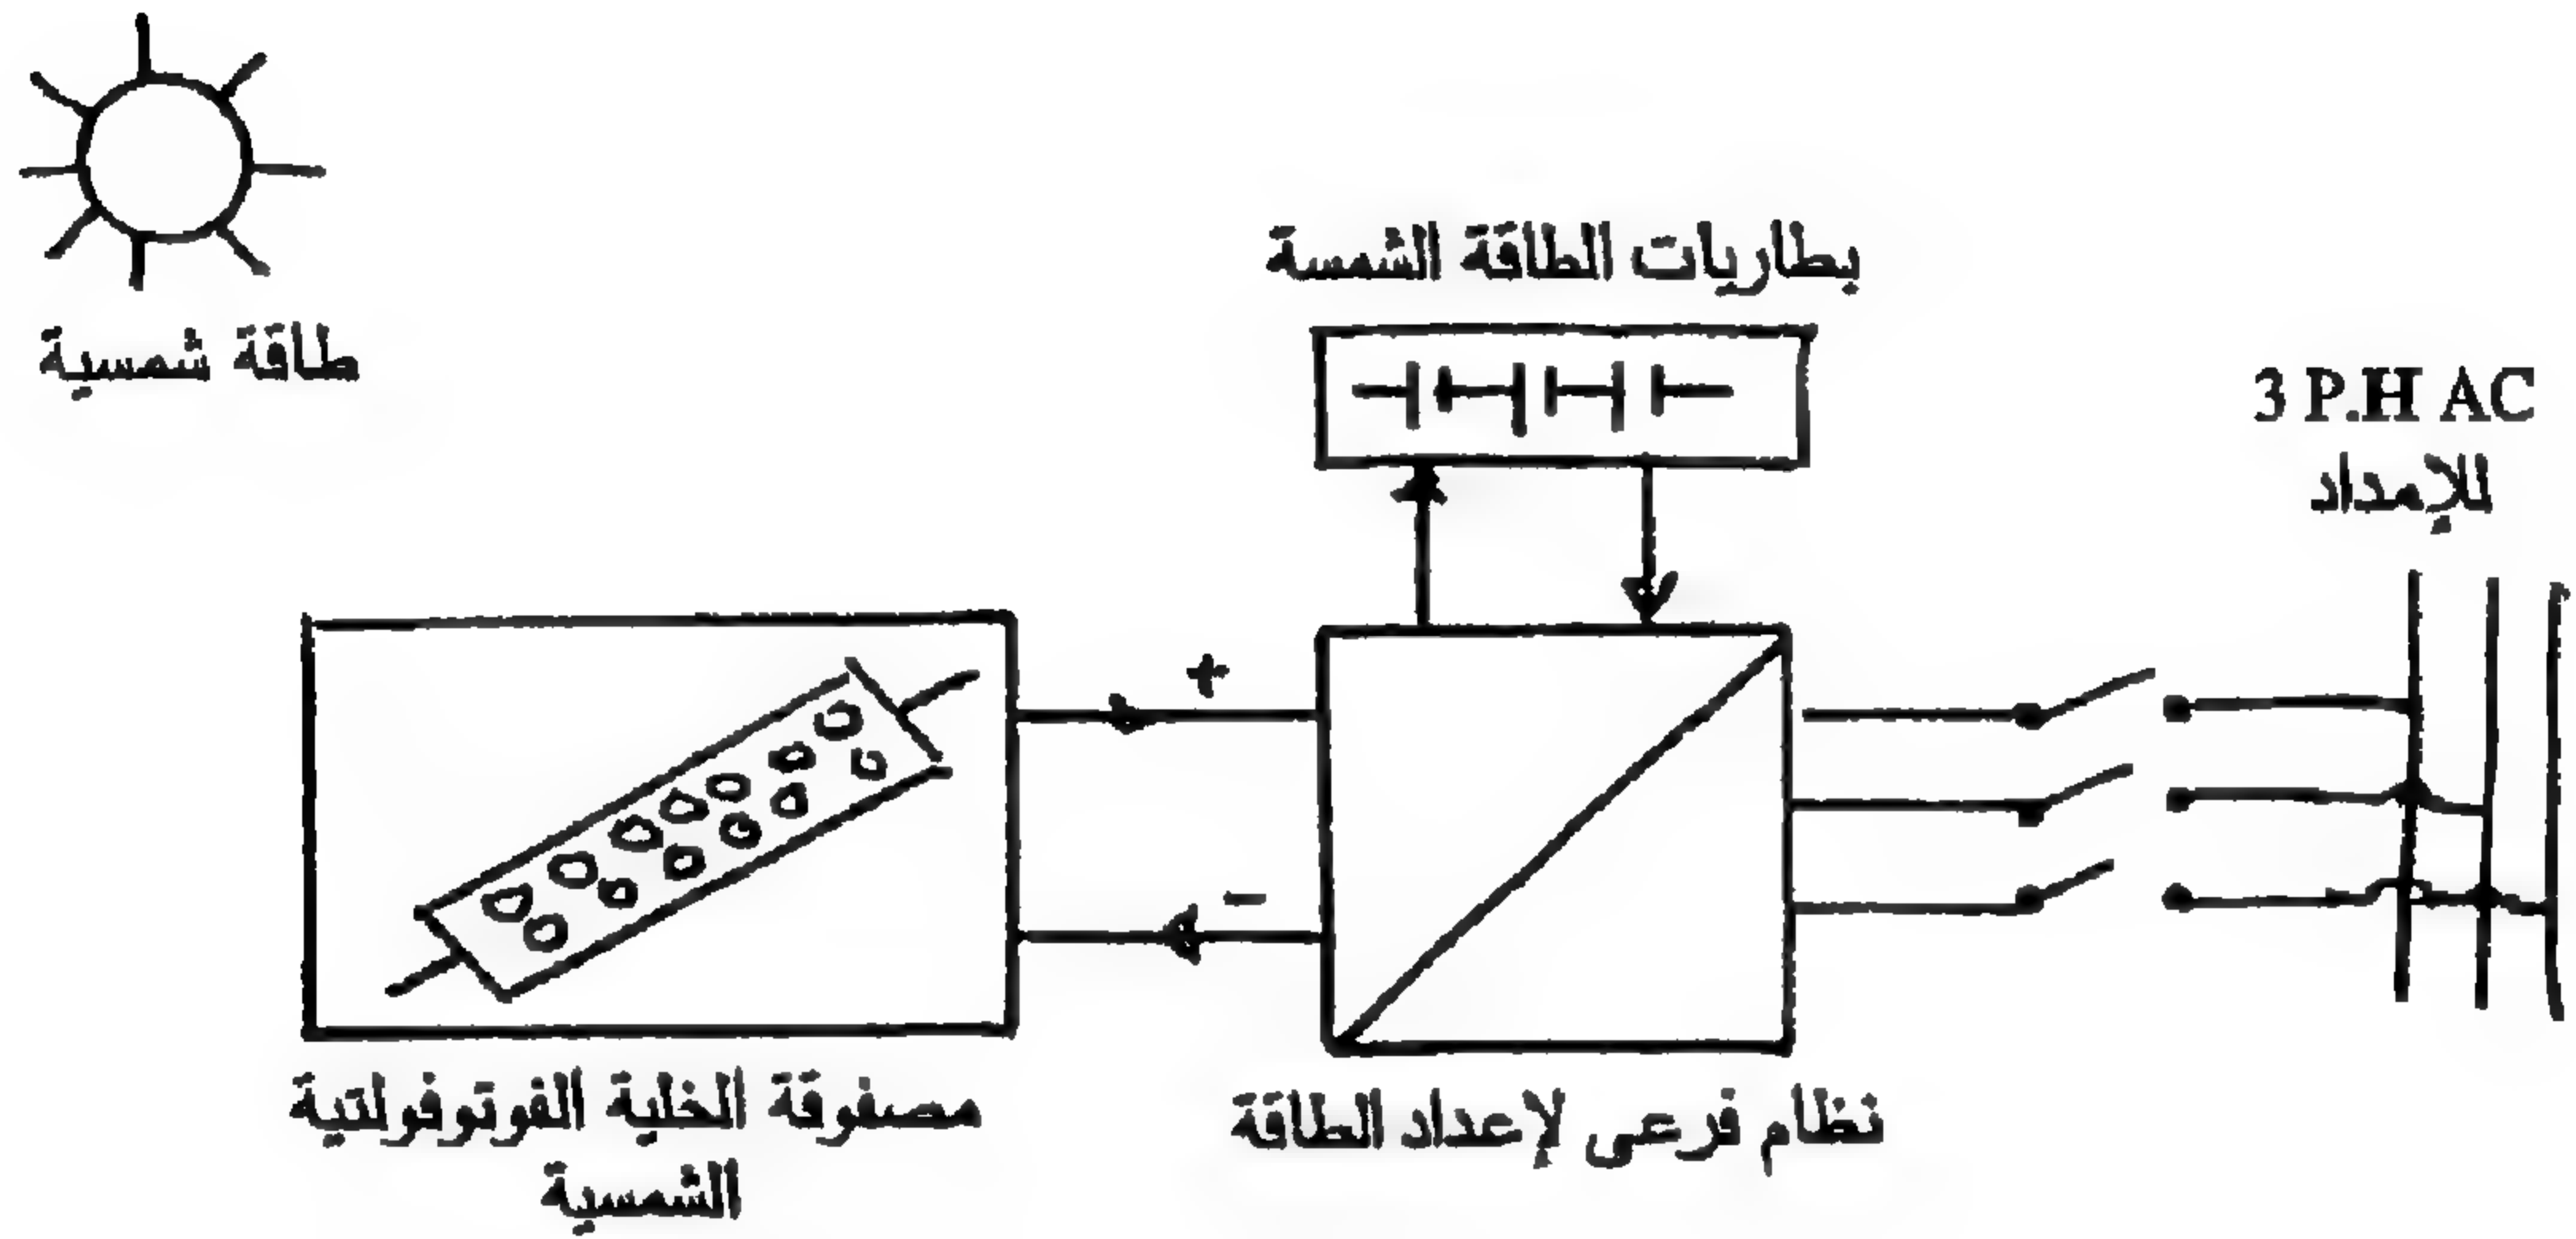 طاقة شمسية
بطاريات الطاقة الشمسة
3 P.H AC
للإمداد
+
-
مصفوفة الخلية الفوتوفولتية
الشمسية
نظام فرعى لإعداد الطاقة